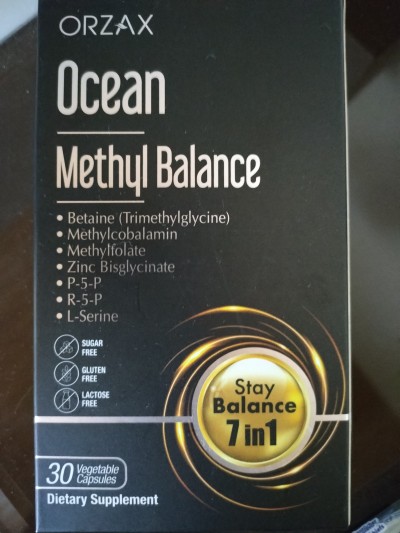 ORZAX
Ocean
Methyl Balance
• Betaine (Trimethylglycine)
• Methylcobalamin
• Methylfolate
• Zinc Bisglycinate
• P-5-P
• R-5-P
• L-Serine
SUGAR
FREE
GLUTEN
FREE
LACTOSE
FREE
Stay
Balance
7 in 1
30 Vegetable
Capsules
Dietary Supplement